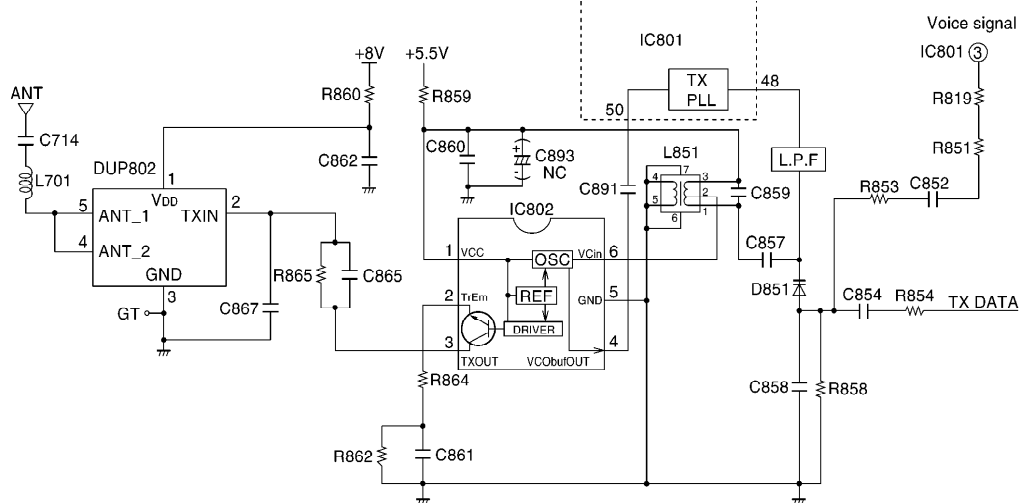 Voice signal
IC801 3
IC801
+8V +5.5V
TX
PLL
48
50
ANT
R860
R859
R819
C714
DUP802
C862
C860
+
C893
NC
L851
L.P.F
R851
L701
1
VDD
5 ANT_1 TXIN 2
4 ANT_2
GND
3
GT
C891
7
4 3
5 2
6 1
C859
R853 C852
IC802
R865
C865
C867
1 VCC OSC VCin 6
C857
2 TrEm REF GND 5
D851
C854 R854 TX DATA
DRIVER
3 TXOUT VCObufOUT 4
R864
C858 R858
R862 C861